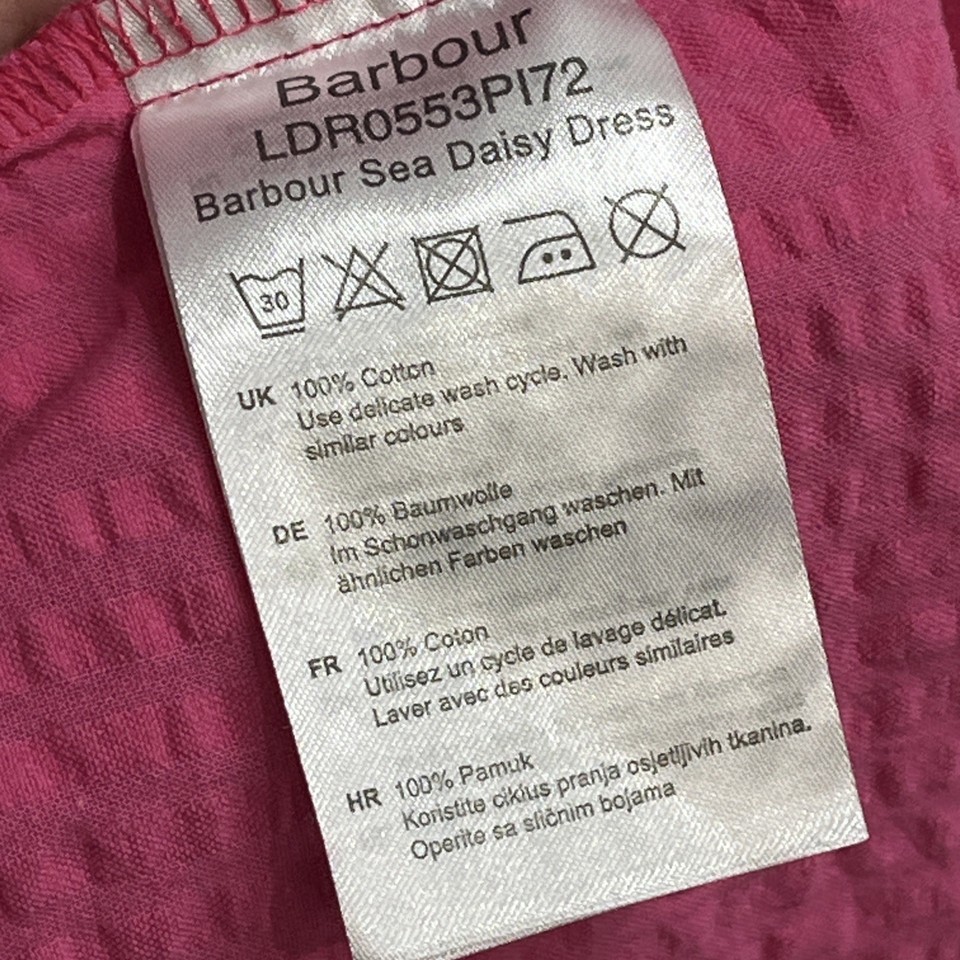 Barbour
LDR0553PI72
Barbour Sea Daisy Dress
30
UK 100% Cotton
Use delicate wash cycle. Wash with
similar colours
DE 100% Baumwolle
Im Schonwaschgang waschen. Mit
ähnlichen Farben waschen
FR 100% Coton
Utilisez un cycle de lavage délicat.
Laver avec des couleurs similaires
HR 100% Pamuk
Koristite ciklus pranja osjetljivih tkanina.
Operite sa sličnim bojama